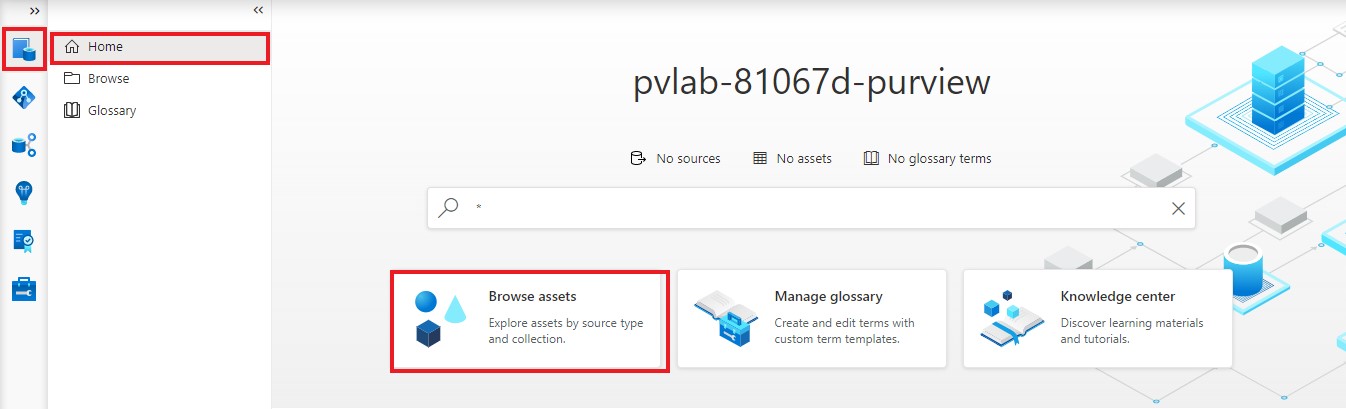 Home
Browse
Glossary
pvlab-81067d-purview
No sources No assets No glossary terms
*
Browse assets
Explore assets by source type
and collection.
Manage glossary
Create and edit terms with
custom term templates.
Knowledge center
Discover learning materials
and tutorials.